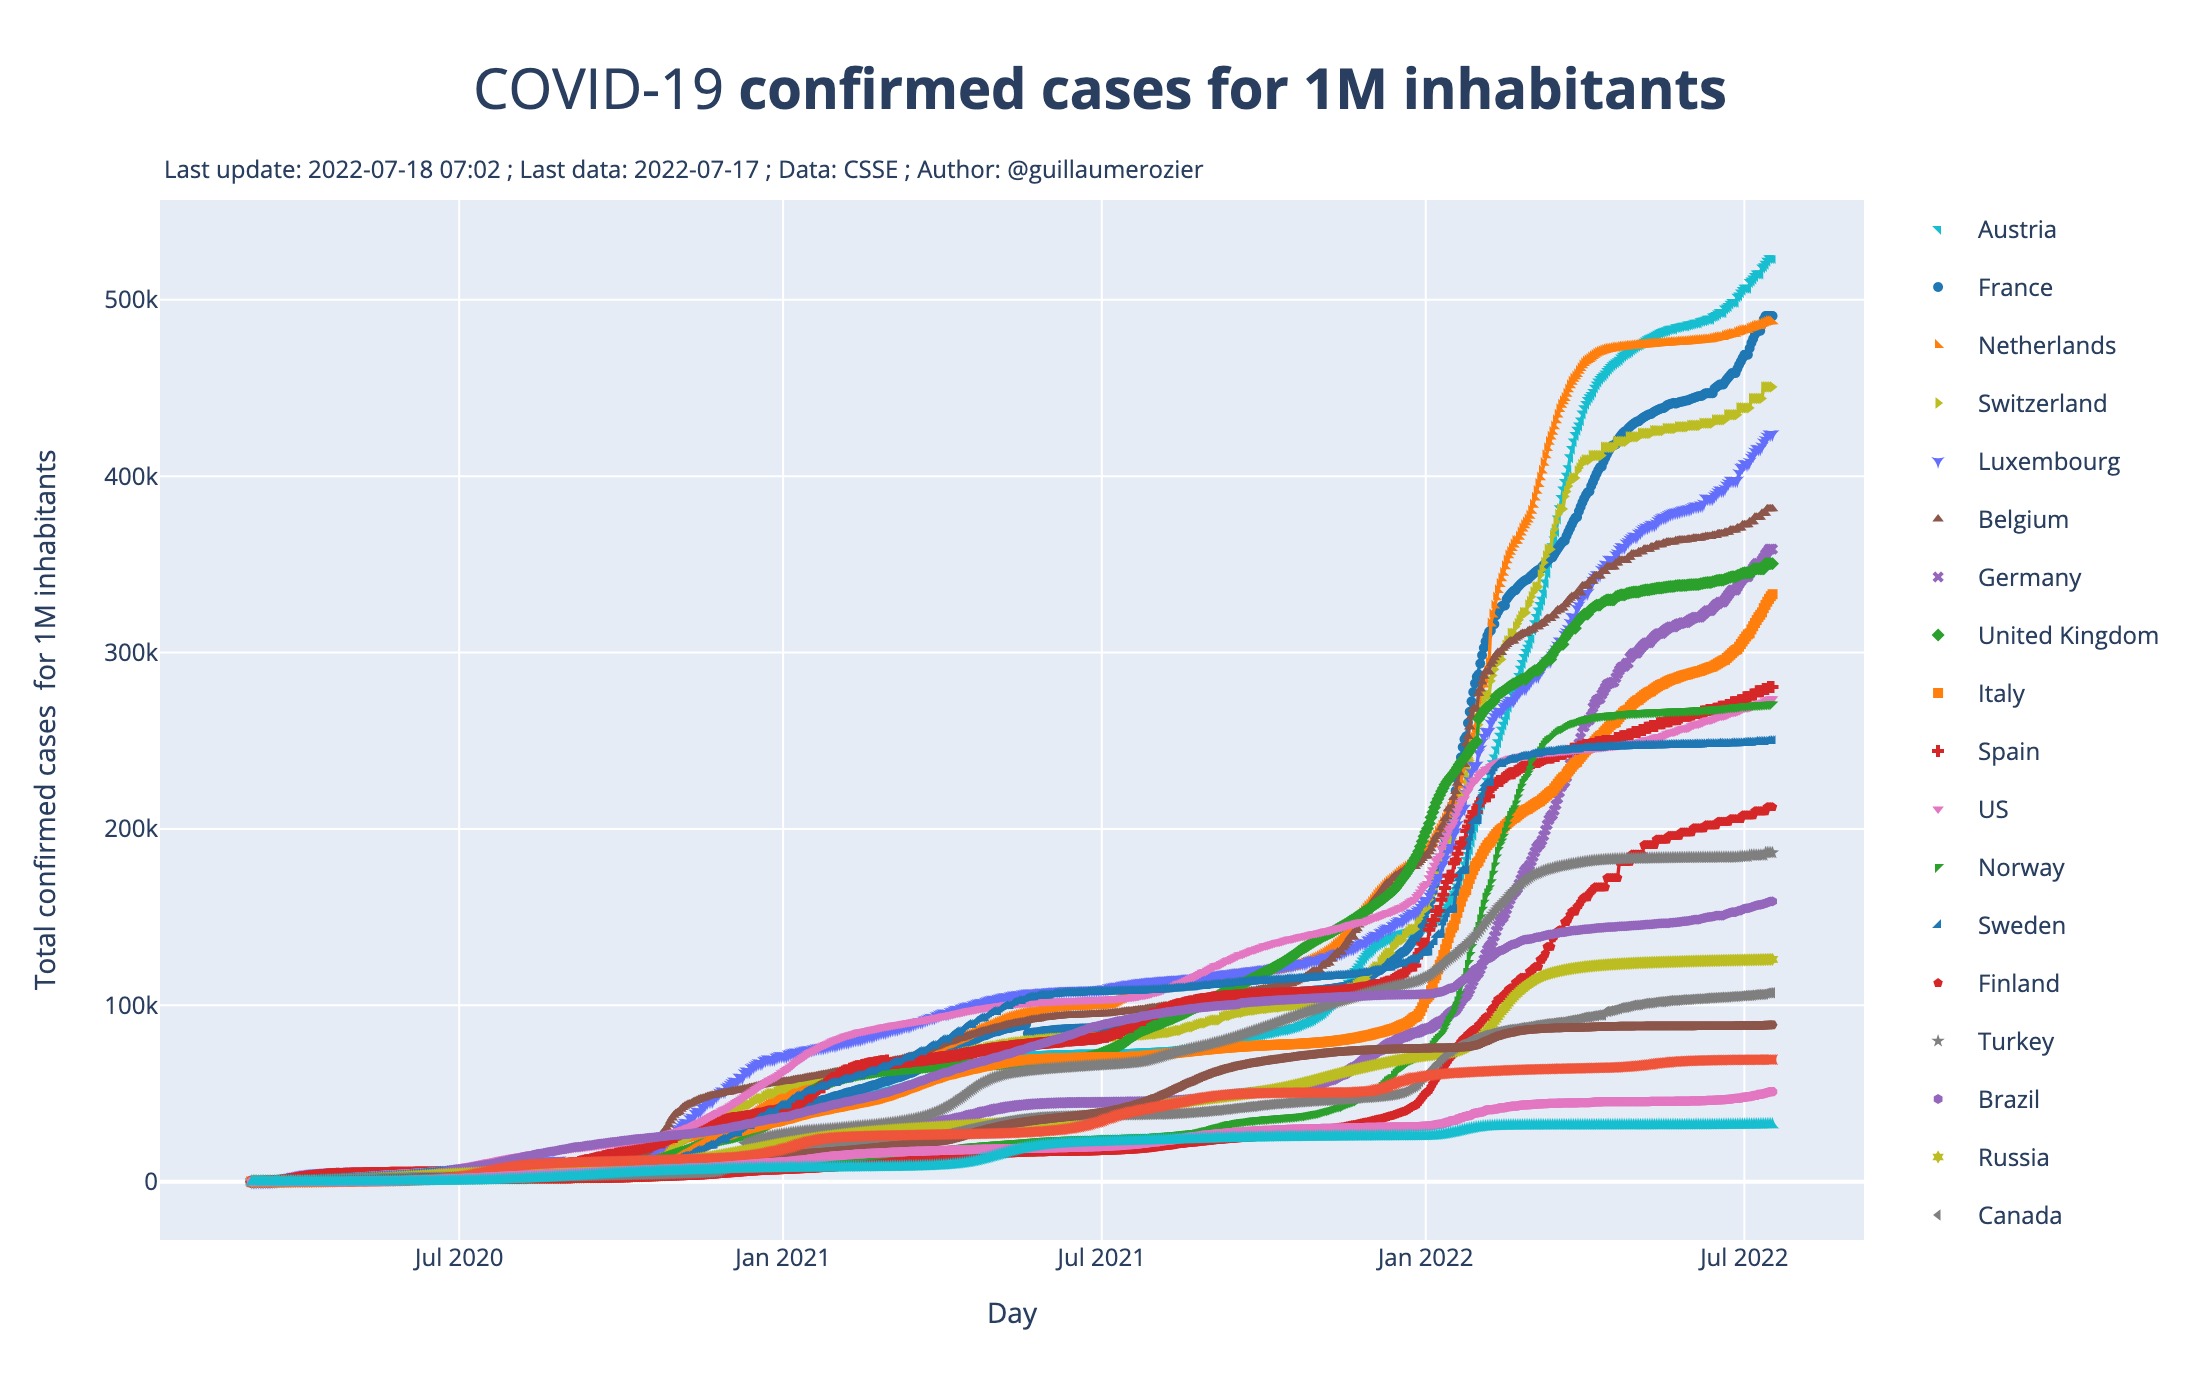 COVID-19 confirmed cases for 1M inhabitants
Last update: 2022-07-18 07:02 ; Last data: 2022-07-17 ; Data: CSSE ; Author: @guillaumerozier
Total confirmed cases for 1M inhabitants
500k
400k
300k
200k
100k
0
Jul 2020
Jan 2021
Jul 2021
Jan 2022
Jul 2022
Day
Austria
France
Netherlands
Switzerland
Luxembourg
Belgium
Germany
United Kingdom
Italy
Spain
US
Norway
Sweden
Finland
Turkey
Brazil
Russia
Canada